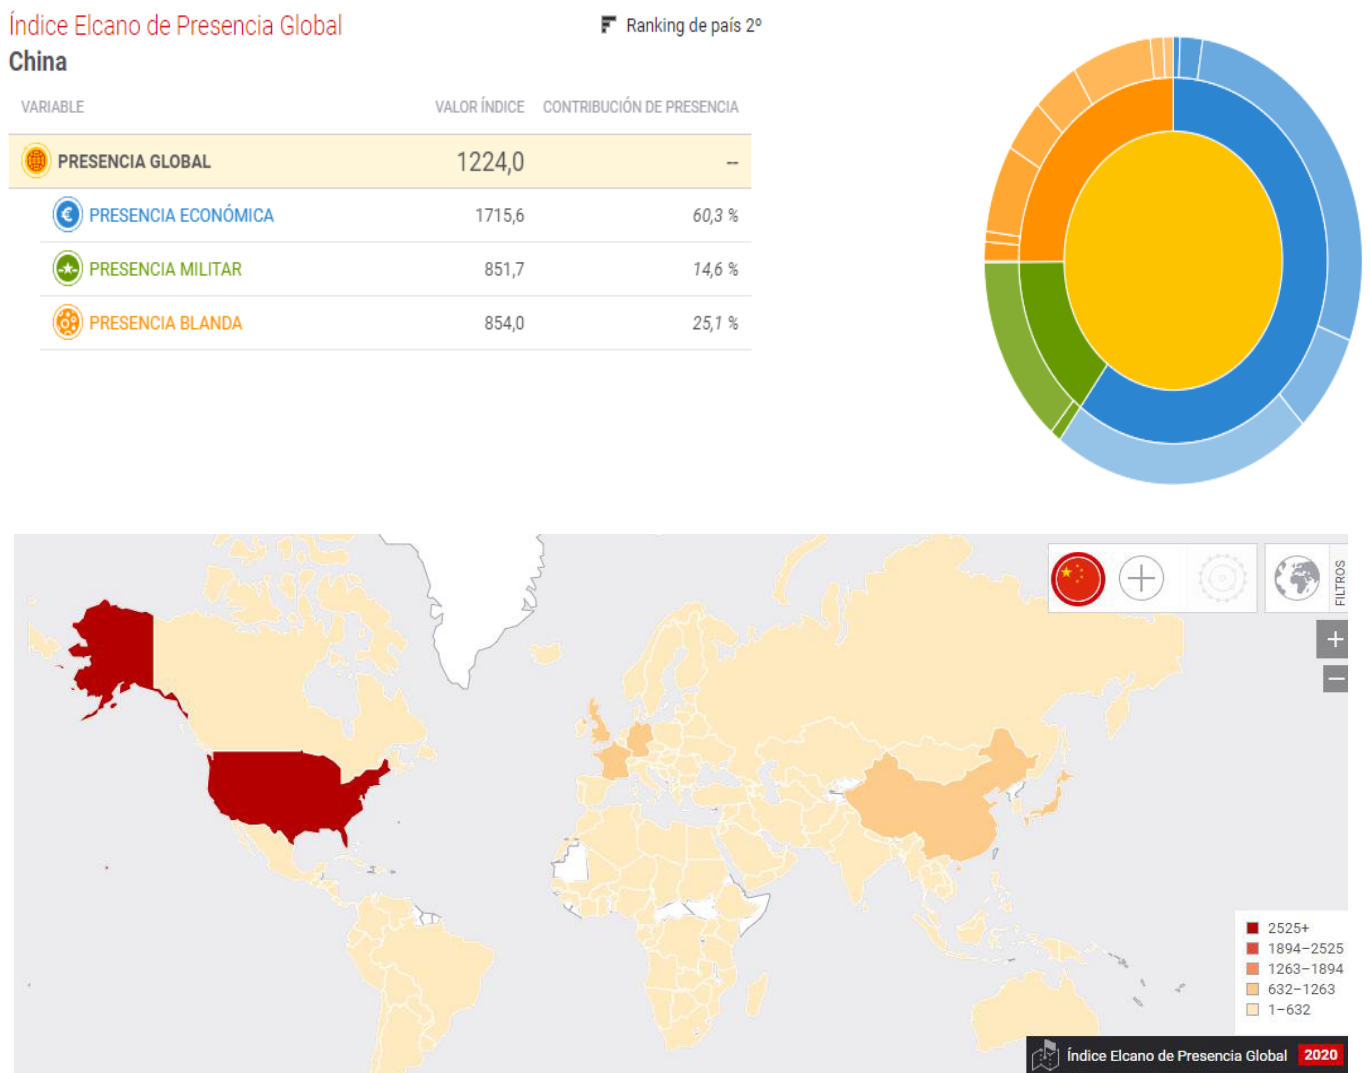 Índice Elcano de Presencia Global
Ranking de país 2º
China
VARIABLE VALOR ÍNDICE CONTRIBUCIÓN DE PRESENCIA
PRESENCIA GLOBAL 1224,0 --
€ PRESENCIA ECONÓMICA 1715,6 60,3 %
PRESENCIA MILITAR 851,7 14,6 %
PRESENCIA BLANDA 854,0 25,1 %
FILTROS
+
−
2525+
1894–2525
1263–1894
632–1263
1–632
Índice Elcano de Presencia Global 2020